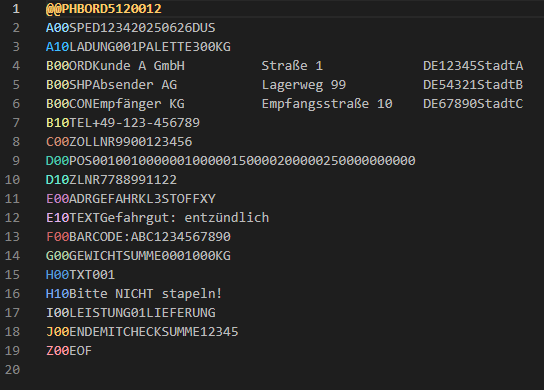 1 @@PHBORD5120012
2 A00SPED123420250626DUS
3 A10LADUNG001PALETTE300KG
4 B00ORDKunde A GmbH          Straße 1             DE12345StadtA
5 B00SHPAbsender AG           Lagerweg 99          DE54321StadtB
6 B00CONEmpfänger KG          Empfangsstraße 10    DE67890StadtC
7 B10TEL+49-123-456789
8 C00ZOLLNR9900123456
9 D00POS001001000000100000150000200000250000000000
10 D10ZLNR7788991122
11 E00ADRGEFAHRKL3STOFFXY
12 E10TEXTGefahrgut: entzündlich
13 F00BARCODE:ABC1234567890
14 G00GEWICHTSUMME0001000KG
15 H00TXT001
16 H10Bitte NICHT stapeln!
17 I00LEISTUNG01LIEFERUNG
18 J00ENDEMITCHECKSUMME12345
19 Z00EOF
20